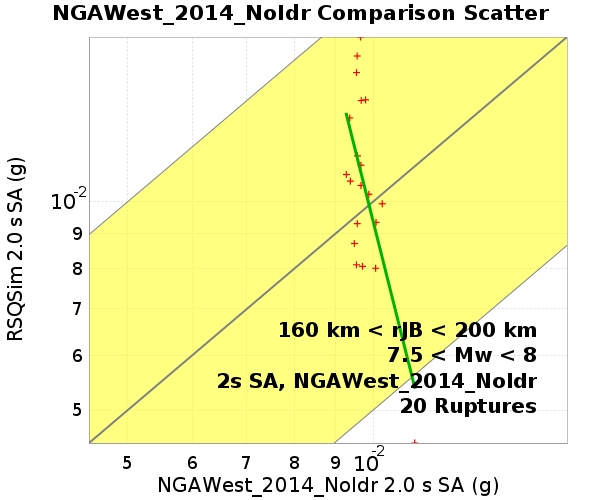 NGAWest_2014_NoIdr Comparison Scatter
RSQSim 2.0 s SA (g)
10-2
9
8
7
6
5
160 km < rJB < 200 km
7.5 < Mw < 8
2s SA, NGAWest_2014_NoIdr
20 Ruptures
5 6 7 8 9 10-2
NGAWest_2014_NoIdr 2.0 s SA (g)